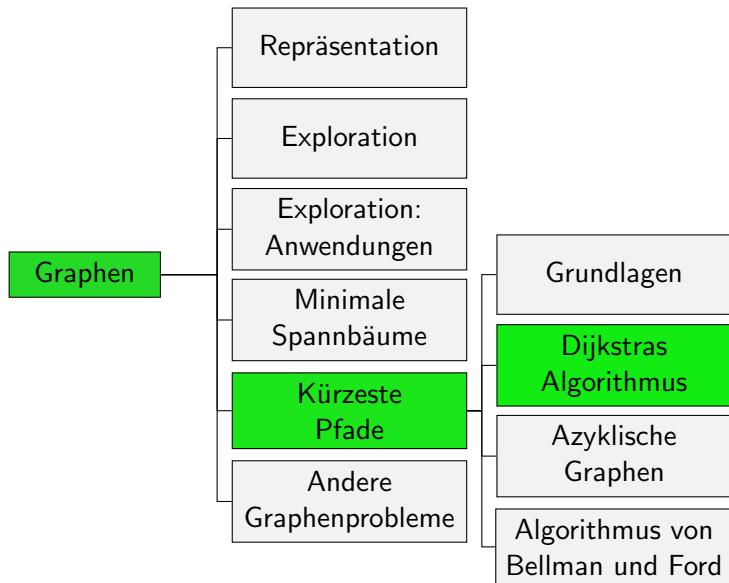 Graphen
Repräsentation
Exploration
Exploration:
Anwendungen
Minimale
Spannbäume
Kürzeste
Pfade
Andere
Graphenprobleme
Grundlagen
Dijkstras
Algorithmus
Azyklische
Graphen
Algorithmus von
Bellman und Ford